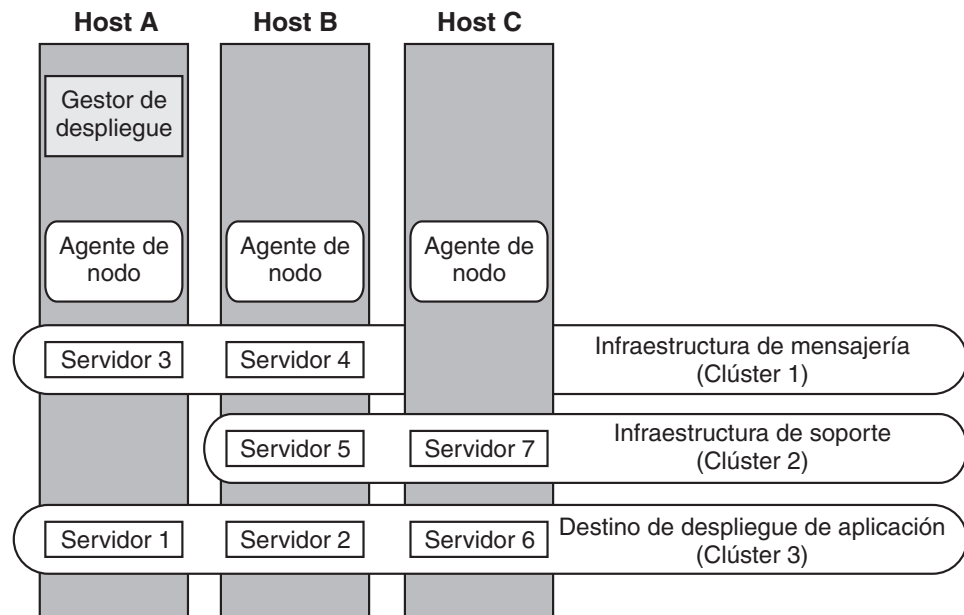 Host A
Host B
Host C
Gestor de
despliegue
Agente de
nodo
Agente de
nodo
Agente de
nodo
Servidor 3
Servidor 4
Infraestructura de mensajería
(Clúster 1)
Servidor 5
Servidor 7
Infraestructura de soporte
(Clúster 2)
Servidor 1
Servidor 2
Servidor 6
Destino de despliegue de aplicación
(Clúster 3)